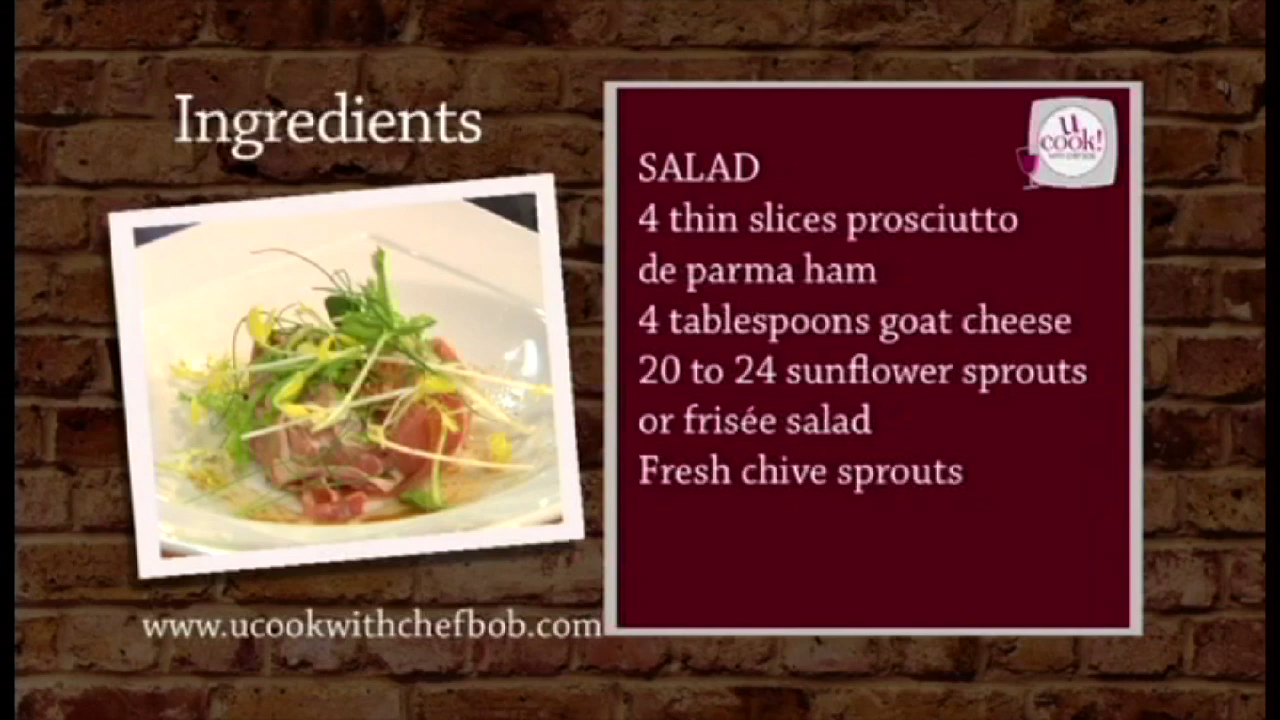 Ingredients
SALAD
4 thin slices prosciutto
de parma ham
4 tablespoons goat cheese
20 to 24 sunflower sprouts
or frisée salad
Fresh chive sprouts
u
cook!
www.ucookwithchefbob.com